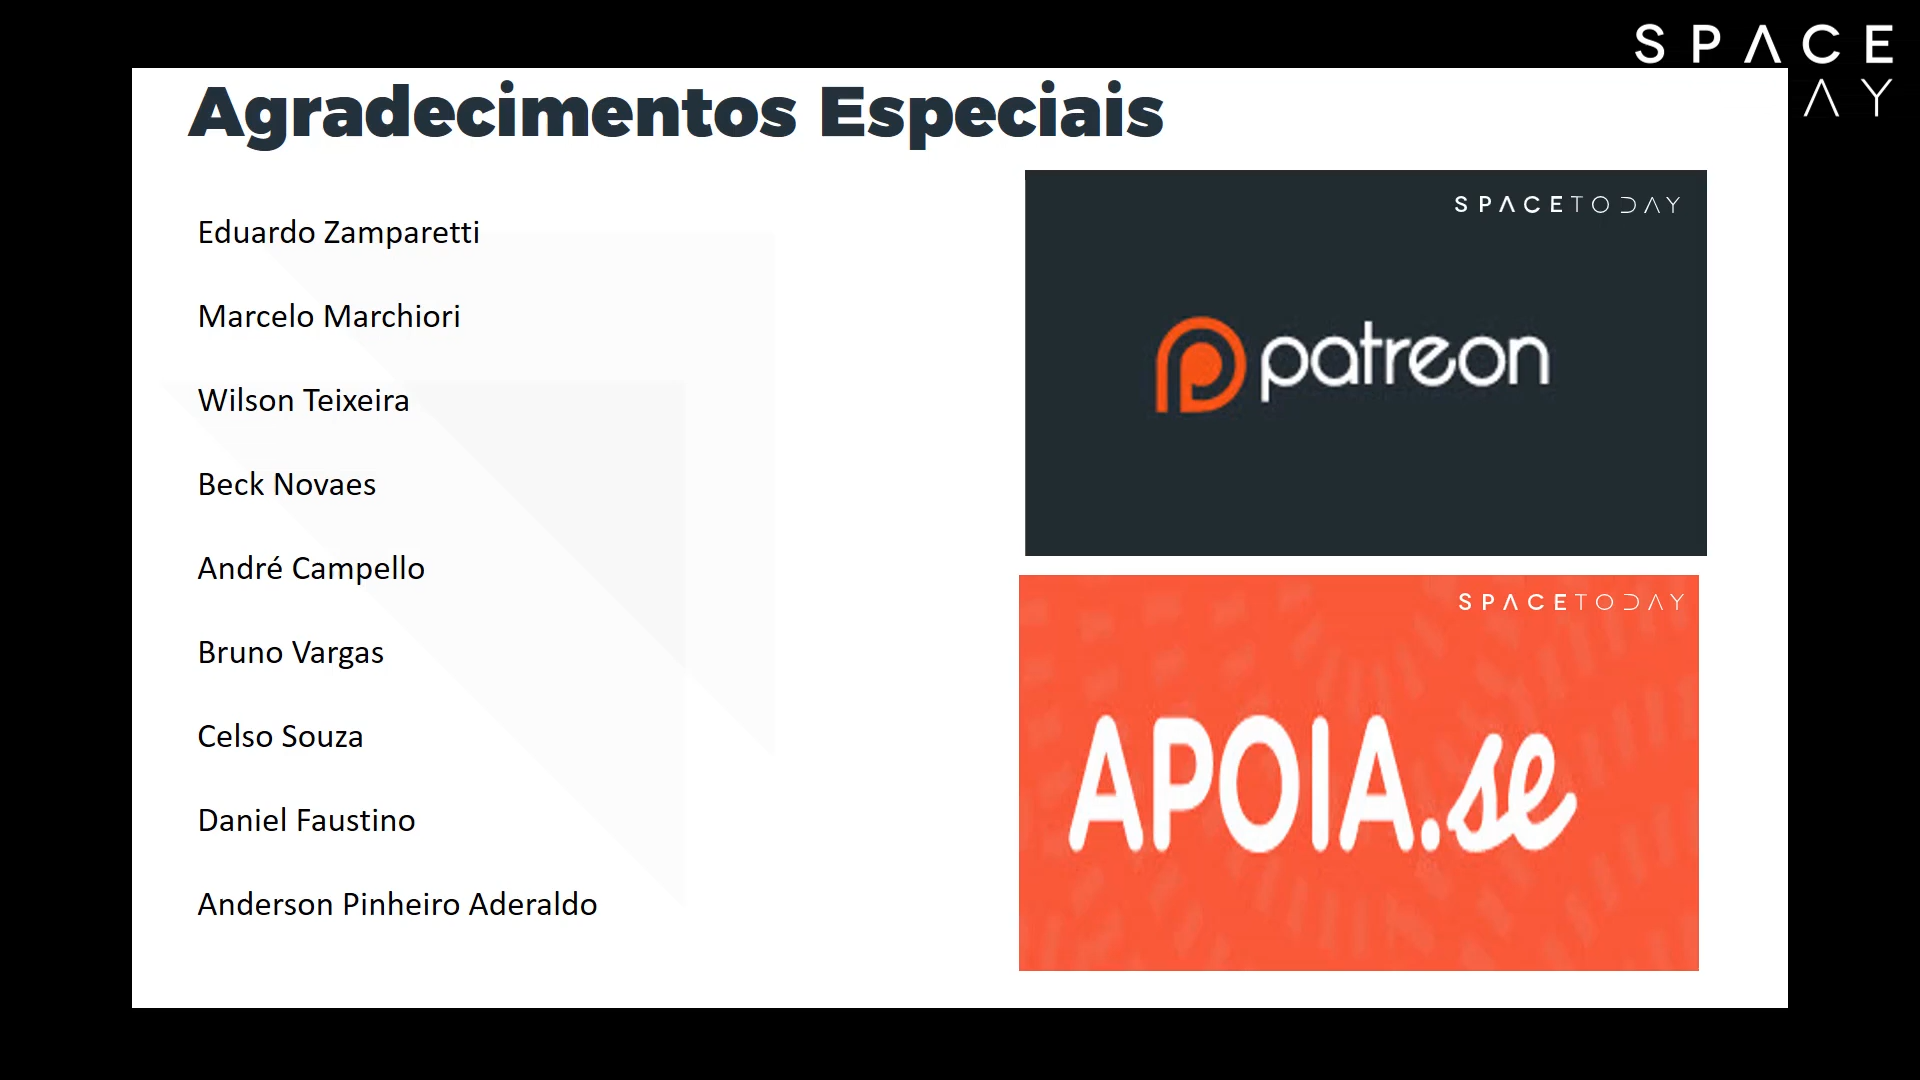 SPACE
AY
Agradecimentos Especiais
Eduardo Zamparetti
Marcelo Marchiori
Wilson Teixeira
Beck Novaes
André Campello
Bruno Vargas
Celso Souza
Daniel Faustino
Anderson Pinheiro Aderaldo
SPACETODAY
patreon
SPACETODAY
APOIA.se